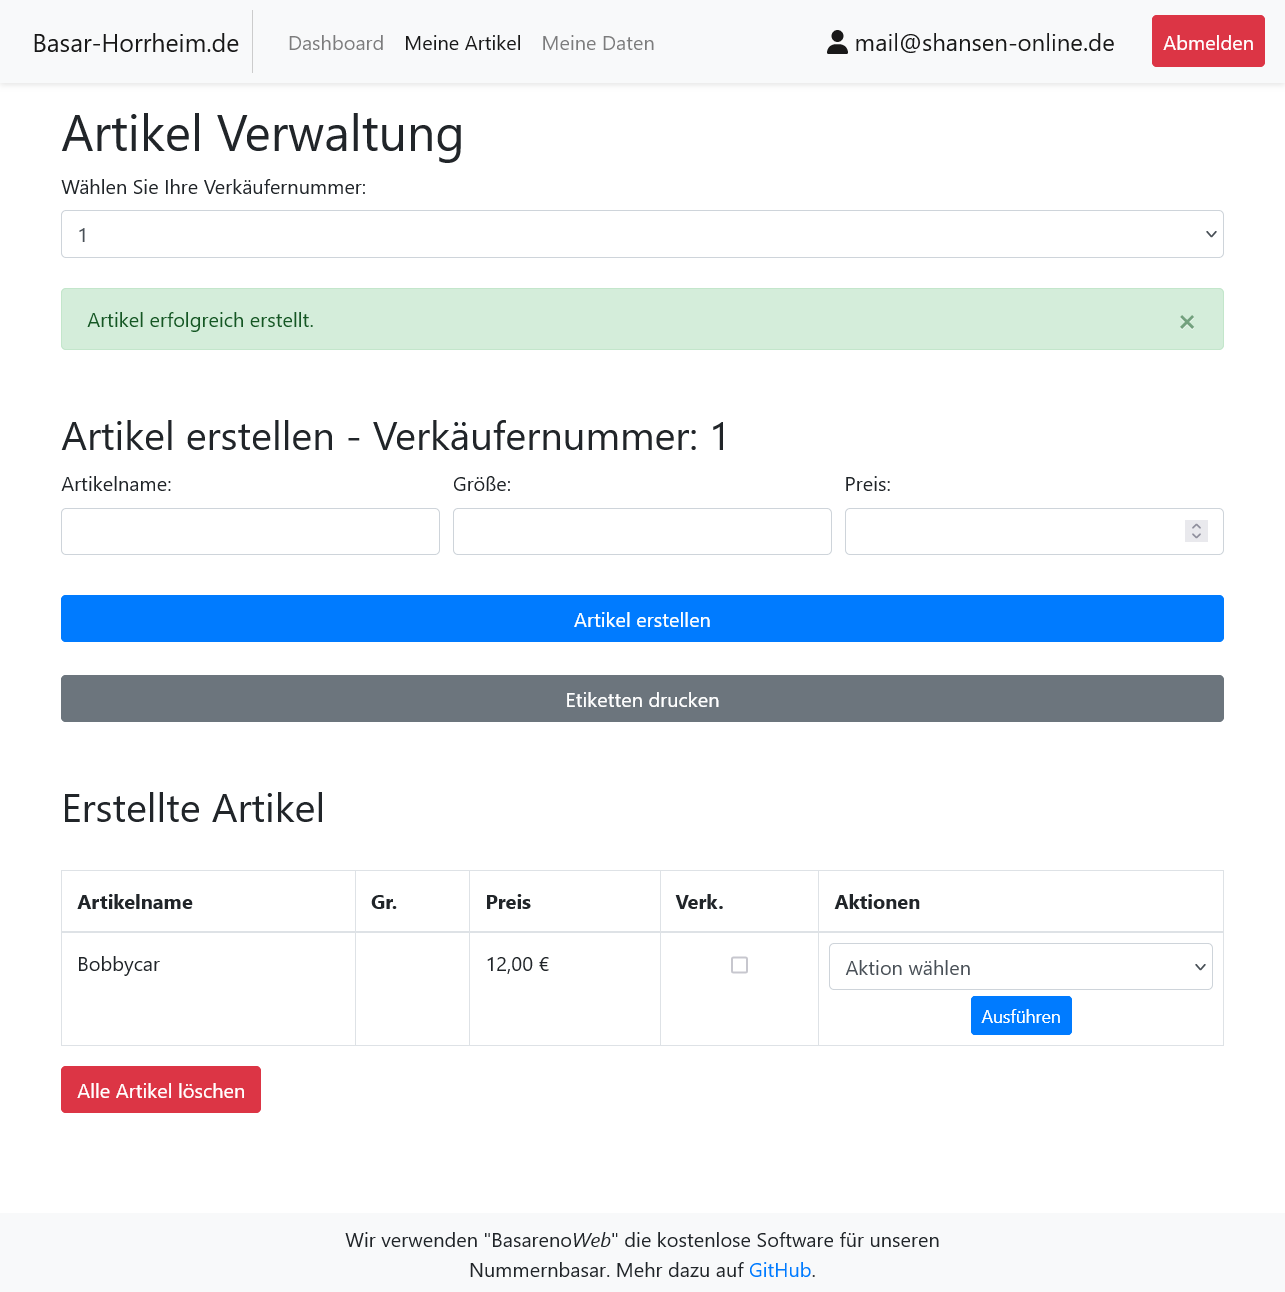 Basar-Horrheim.de Dashboard Meine Artikel Meine Daten mail@shansen-online.de Abmelden
Artikel Verwaltung
Wählen Sie Ihre Verkäufernummer:
1
Artikel erfolgreich erstellt. ×
Artikel erstellen - Verkäufernummer: 1
Artikelname: Größe: Preis:
Artikel erstellen
Etiketten drucken
Erstellte Artikel
Artikelname Gr. Preis Verk. Aktionen
Bobbycar 12,00 € Aktion wählen
Ausführen
Alle Artikel löschen
Wir verwenden "BasarenoWeb" die kostenlose Software für unseren
Nummernbasar. Mehr dazu auf GitHub.